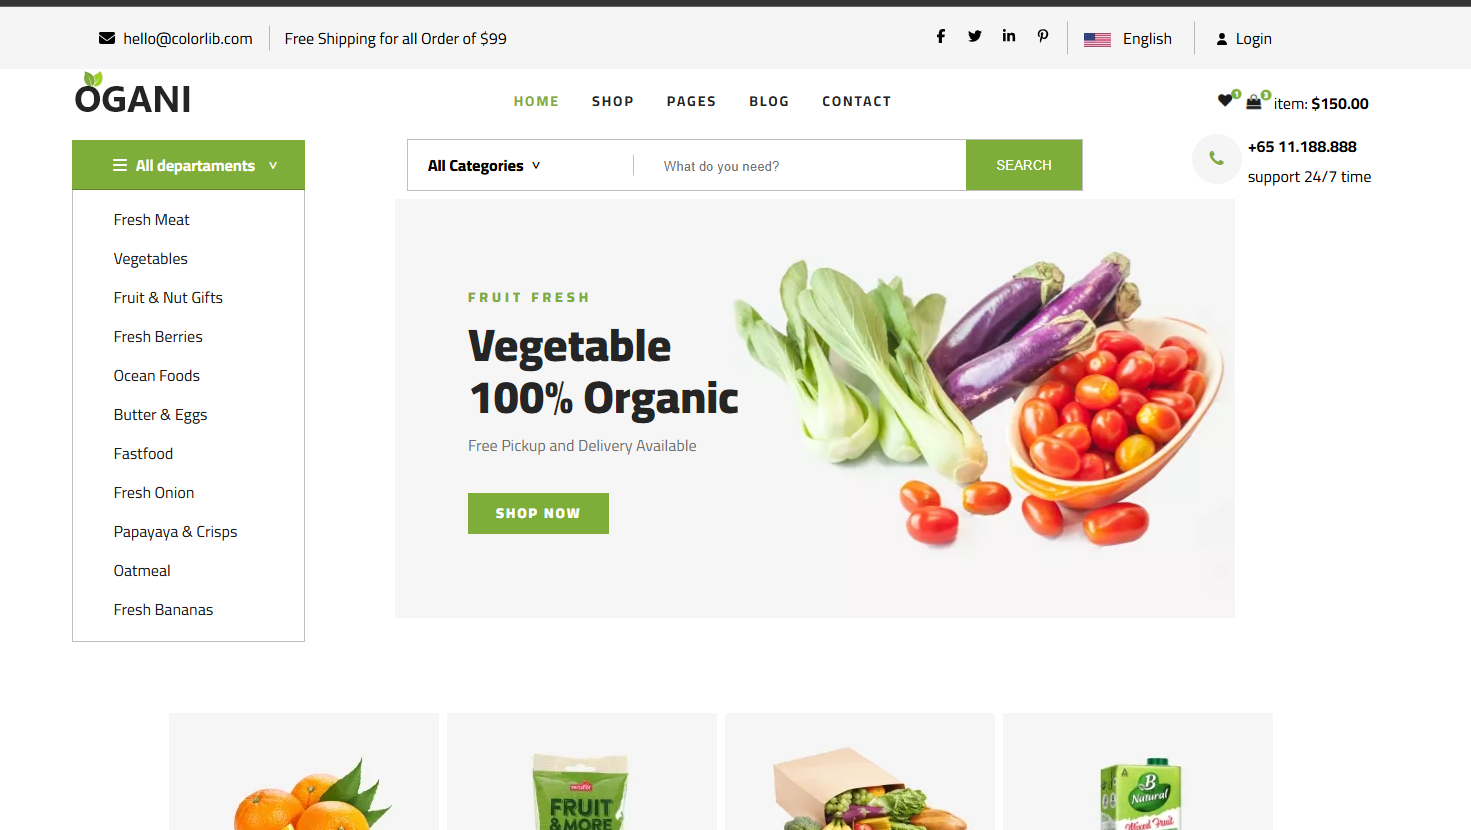 hello@colorlib.com
Free Shipping for all Order of $99
English
Login
OGANI
HOME SHOP PAGES BLOG CONTACT
1
3
item: $150.00
All departaments
All Categories
What do you need?
SEARCH
+65 11.188.888
support 24/7 time
Fresh Meat
Vegetables
Fruit & Nut Gifts
Fresh Berries
Ocean Foods
Butter & Eggs
Fastfood
Fresh Onion
Papayaya & Crisps
Oatmeal
Fresh Bananas
FRUIT FRESH
Vegetable
100% Organic
Free Pickup and Delivery Available
SHOP NOW
FRUIT
& MORE
B
Natural
Mixed Fruit